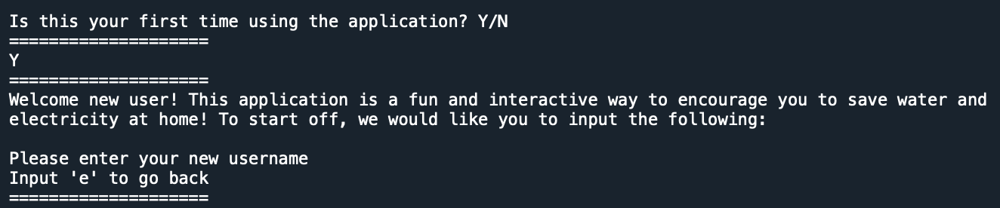 Is this your first time using the application? Y/N
====================
Y
====================
Welcome new user! This application is a fun and interactive way to encourage you to save water and
electricity at home! To start off, we would like you to input the following:

Please enter your new username
Input 'e' to go back
====================